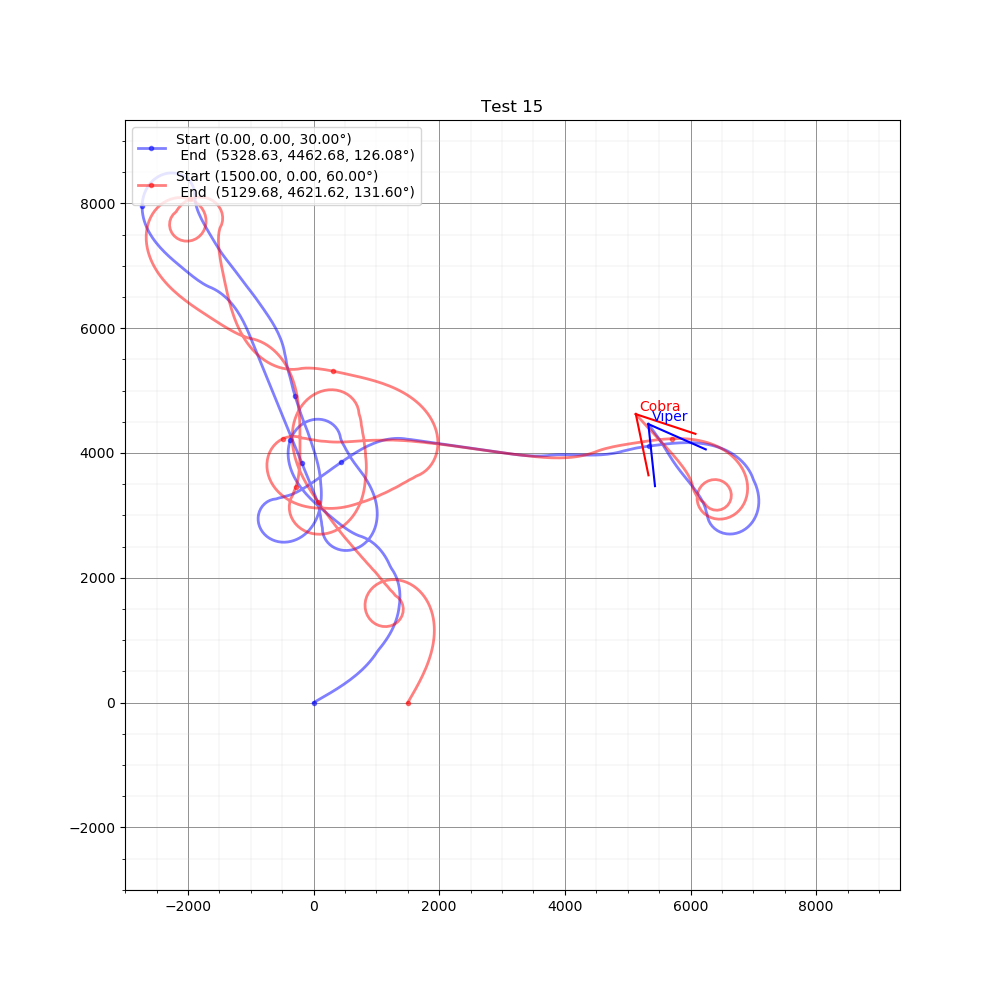 Test 15
Start (0.00, 0.00, 30.00°)
End (5328.63, 4462.68, 126.08°)
Start (1500.00, 0.00, 60.00°)
End (5129.68, 4621.62, 131.60°)
8000
6000
4000
2000
0
−2000
Cobra
Viper
−2000 0 2000 4000 6000 8000